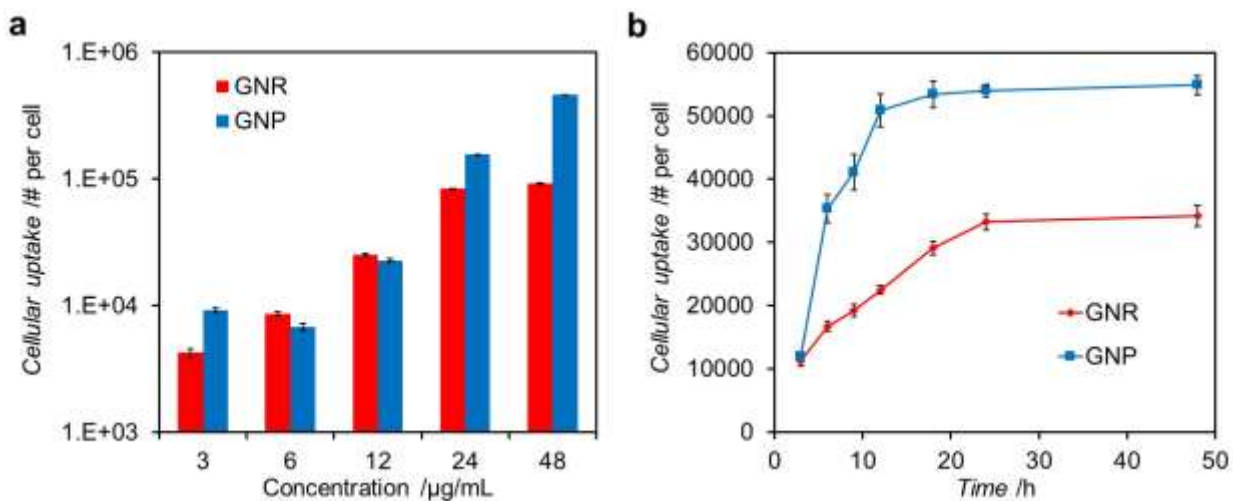 a
1.E+06
1.E+05
1.E+04
1.E+03
Cellular uptake /# per cell
GNR
GNP
3 6 12 24 48
Concentration /µg/mL
b
60000
50000
40000
30000
20000
10000
0
Cellular uptake /# per cell
GNR
GNP
0 10 20 30 40 50
Time /h